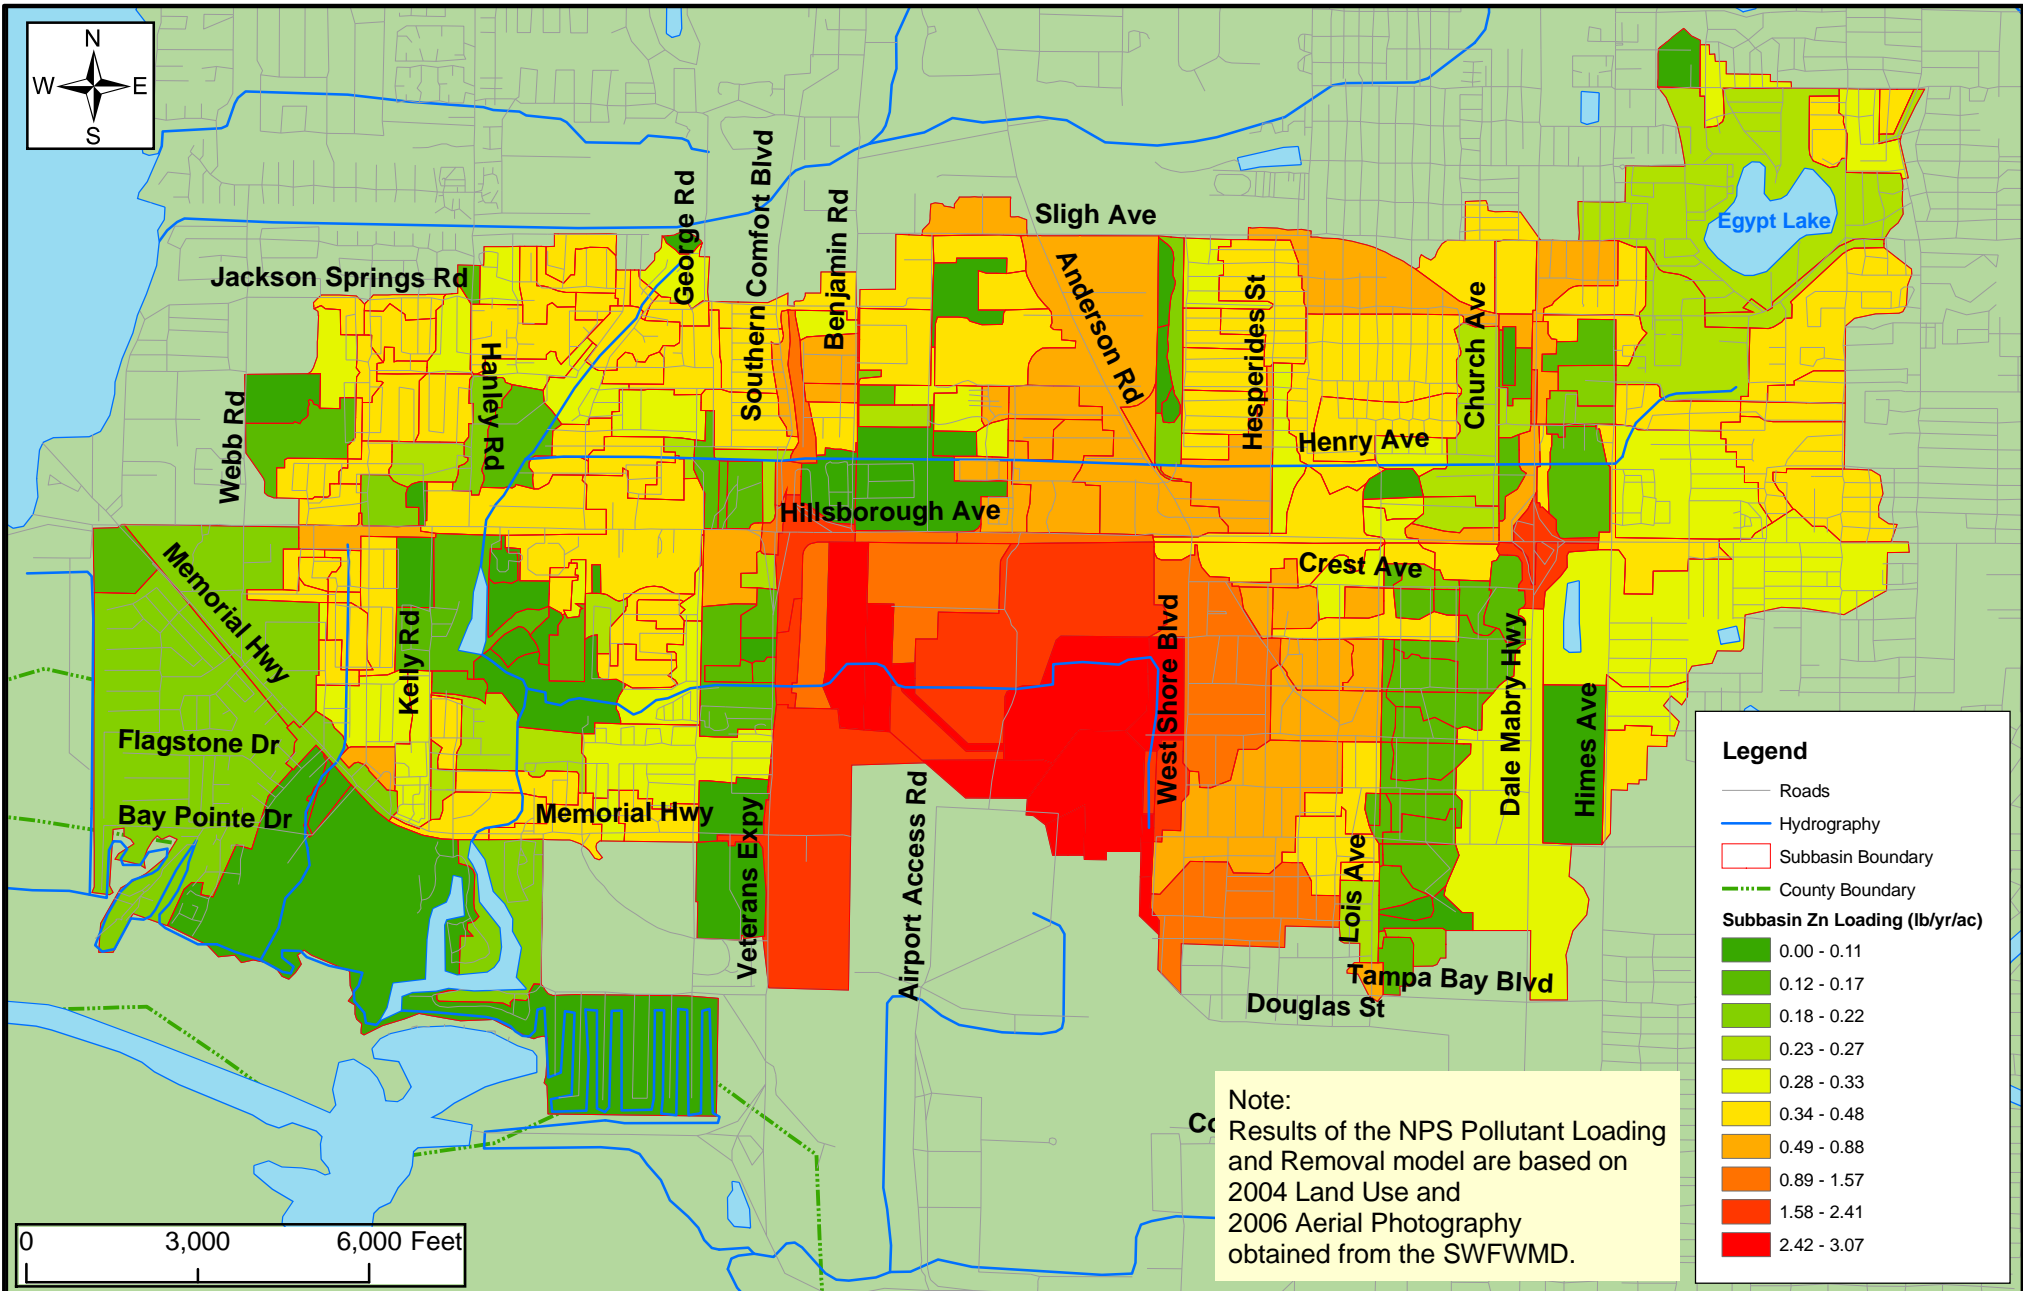 N
W E
S
Sligh Ave
Egypt Lake
Jackson Springs Rd
George Rd
Southern Comfort Blvd
Benjamin Rd
Anderson Rd
Hesperides St
Church Ave
Hanley Rd
Webb Rd
Henry Ave
Hillsborough Ave
Crest Ave
Memorial Hwy
Kelly Rd
West Shore Blvd
Dale Mabry Hwy
Himes Ave
Flagstone Dr
Bay Pointe Dr
Memorial Hwy
Veterans Expy
Airport Access Rd
Lois Ave
Tampa Bay Blvd
Douglas St
Legend
Roads
Hydrography
Subbasin Boundary
County Boundary
Subbasin Zn Loading (lb/yr/ac)
0.00 - 0.11
0.12 - 0.17
0.18 - 0.22
0.23 - 0.27
0.28 - 0.33
0.34 - 0.48
0.49 - 0.88
0.89 - 1.57
1.58 - 2.41
2.42 - 3.07
Note:
Results of the NPS Pollutant Loading
and Removal model are based on
2004 Land Use and
2006 Aerial Photography
obtained from the SWFWMD.
0 3,000 6,000 Feet